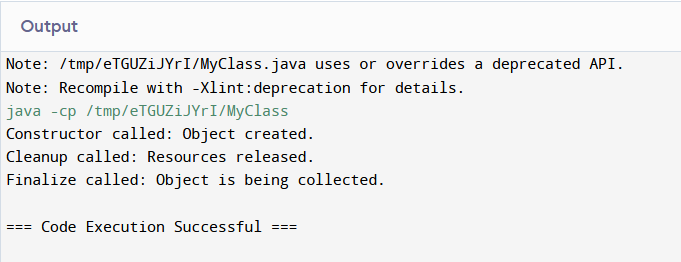 Output
Note: /tmp/eTGUZiJYrI/MyClass.java uses or overrides a deprecated API.
Note: Recompile with -Xlint:deprecation for details.
java -cp /tmp/eTGUZiJYrI/MyClass
Constructor called: Object created.
Cleanup called: Resources released.
Finalize called: Object is being collected.
=== Code Execution Successful ===